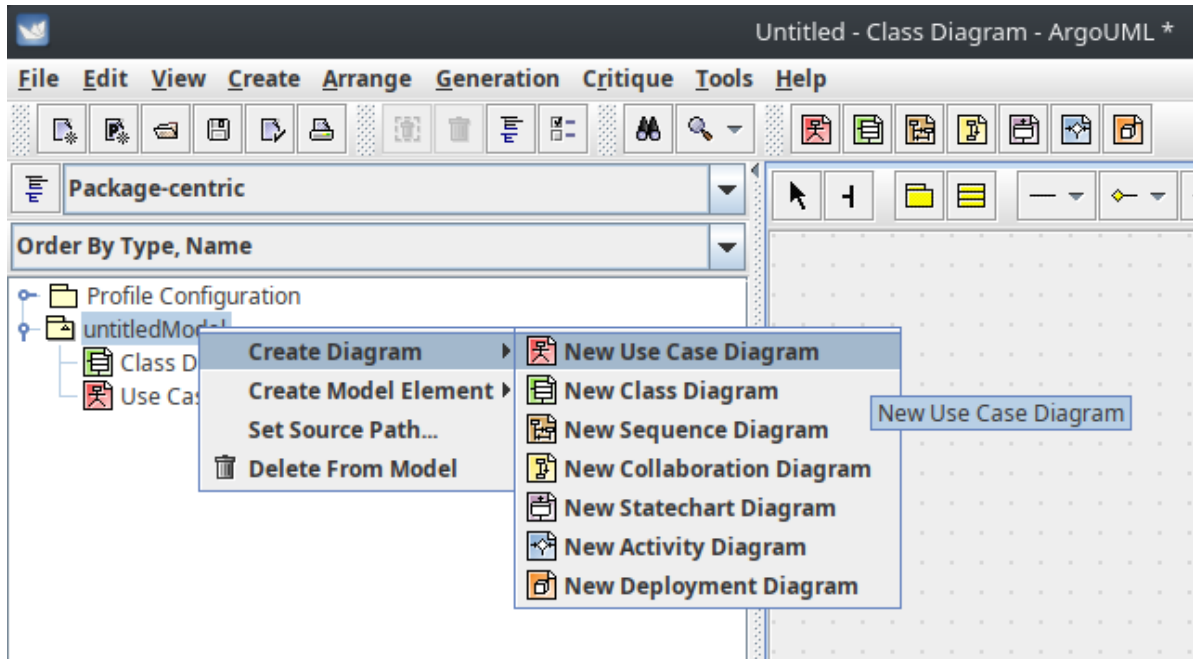 Untitled - Class Diagram - ArgoUML *
File Edit View Create Arrange Generation Critique Tools Help
Package-centric
Order By Type, Name
Profile Configuration
untitledModel
Class D
Use Cas
Create Diagram
Create Model Element
Set Source Path...
Delete From Model
New Use Case Diagram
New Class Diagram
New Sequence Diagram
New Collaboration Diagram
New Statechart Diagram
New Activity Diagram
New Deployment Diagram
New Use Case Diagram